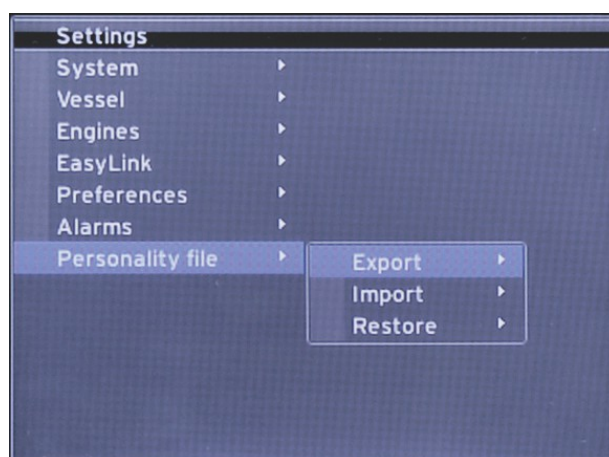 Settings
System
Vessel
Engines
EasyLink
Preferences
Alarms
Personality file
Export
Import
Restore